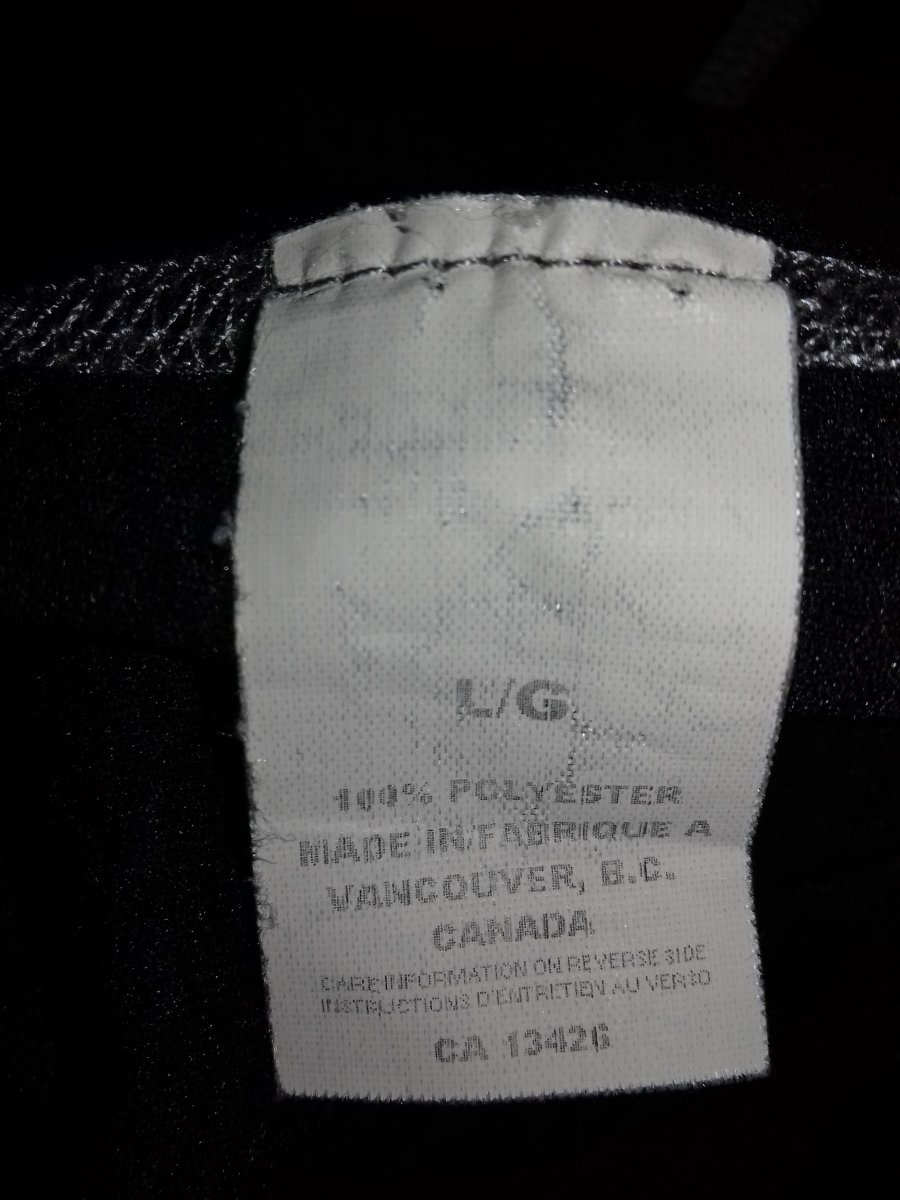 L/G
100% POLYESTER
MADE IN/FABRIQUE A
VANCOUVER, B.C.
CANADA
CARE INFORMATION ON REVERSE SIDE
INSTRUCTIONS D'ENTRETIEN AU VERSO
CA 13426